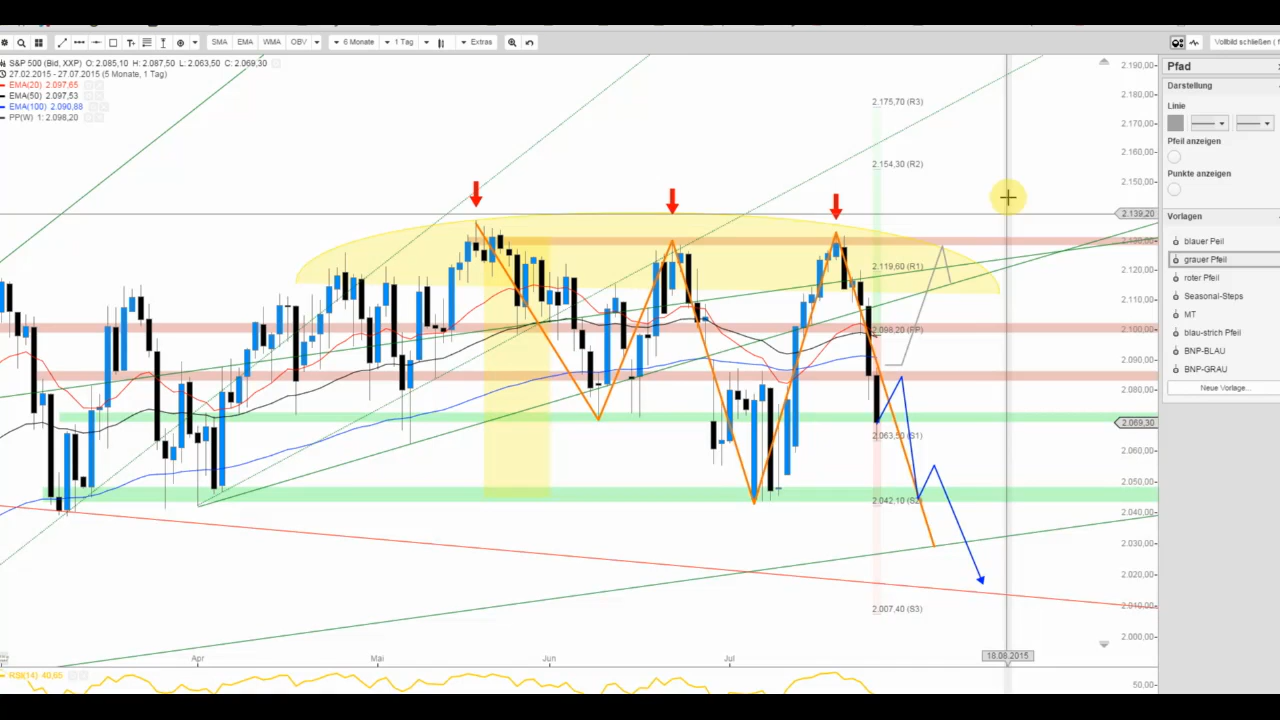 SMA EMA WMA OBV 6 Monate 1 Tag Extras Vollbild schließen (
S&P 500 (Bid, XXP) O: 2.085,10 H: 2.087,50 L: 2.063,50 C: 2.069,30
27.02.2015 - 27.07.2015 (5 Monate, 1 Tag)
EMA(20) 2.097,65
EMA(50) 2.097,53
EMA(100) 2.090,88
PP(W) 1: 2.098,20
2.175,70 (R3)
2.154,30 (R2)
2.119,60 (R1)
2.098,20 (PP)
2.063,50 (S1)
2.042,10 (S2)
2.007,40 (S3)
2.190,00
2.180,00
2.170,00
2.160,00
2.150,00
2.139,20
2.130,00
2.120,00
2.110,00
2.100,00
2.090,00
2.080,00
2.069,30
2.060,00
2.050,00
2.040,00
2.030,00
2.020,00
2.010,00
2.000,00
50.00
Apr Mai Jun Jul 18.08.2015
RSI(14) 40,65
Pfad
Darstellung
Linie
Pfeil anzeigen
Punkte anzeigen
Vorlagen
blauer Peil
grauer Pfeil
roter Pfeil
Seasonal-Steps
MT
blau-strich Pfeil
BNP-BLAU
BNP-GRAU
Neue Vorlage...